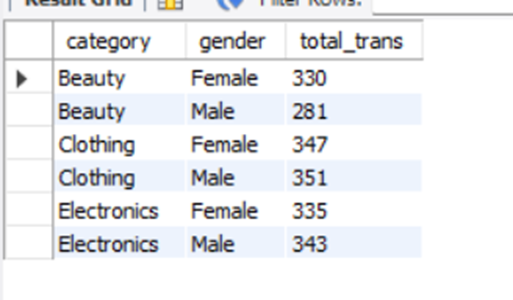 Result Grid Filter Rows:
category gender total_trans
Beauty Female 330
Beauty Male 281
Clothing Female 347
Clothing Male 351
Electronics Female 335
Electronics Male 343